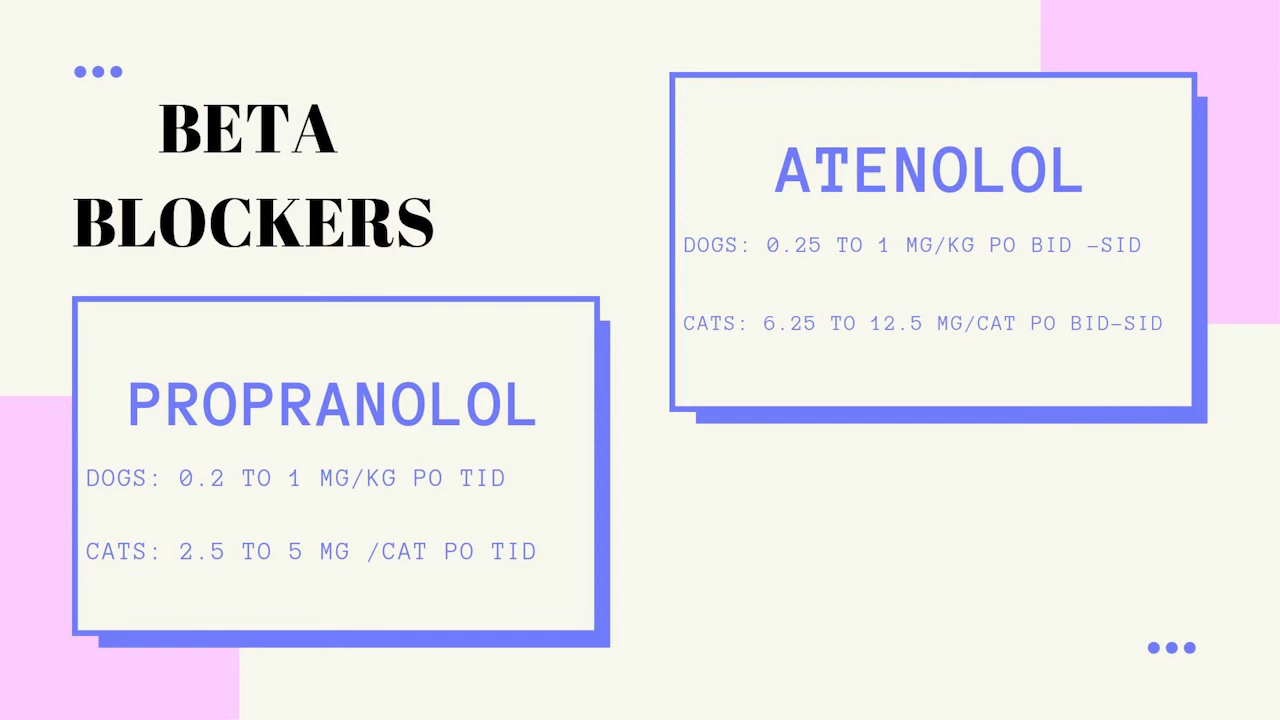 BETA
BLOCKERS
PROPRANOLOL
DOGS: 0.2 TO 1 MG/KG PO TID
CATS: 2.5 TO 5 MG /CAT PO TID
ATENOLOL
DOGS: 0.25 TO 1 MG/KG PO BID -SID
CATS: 6.25 TO 12.5 MG/CAT PO BID-SID